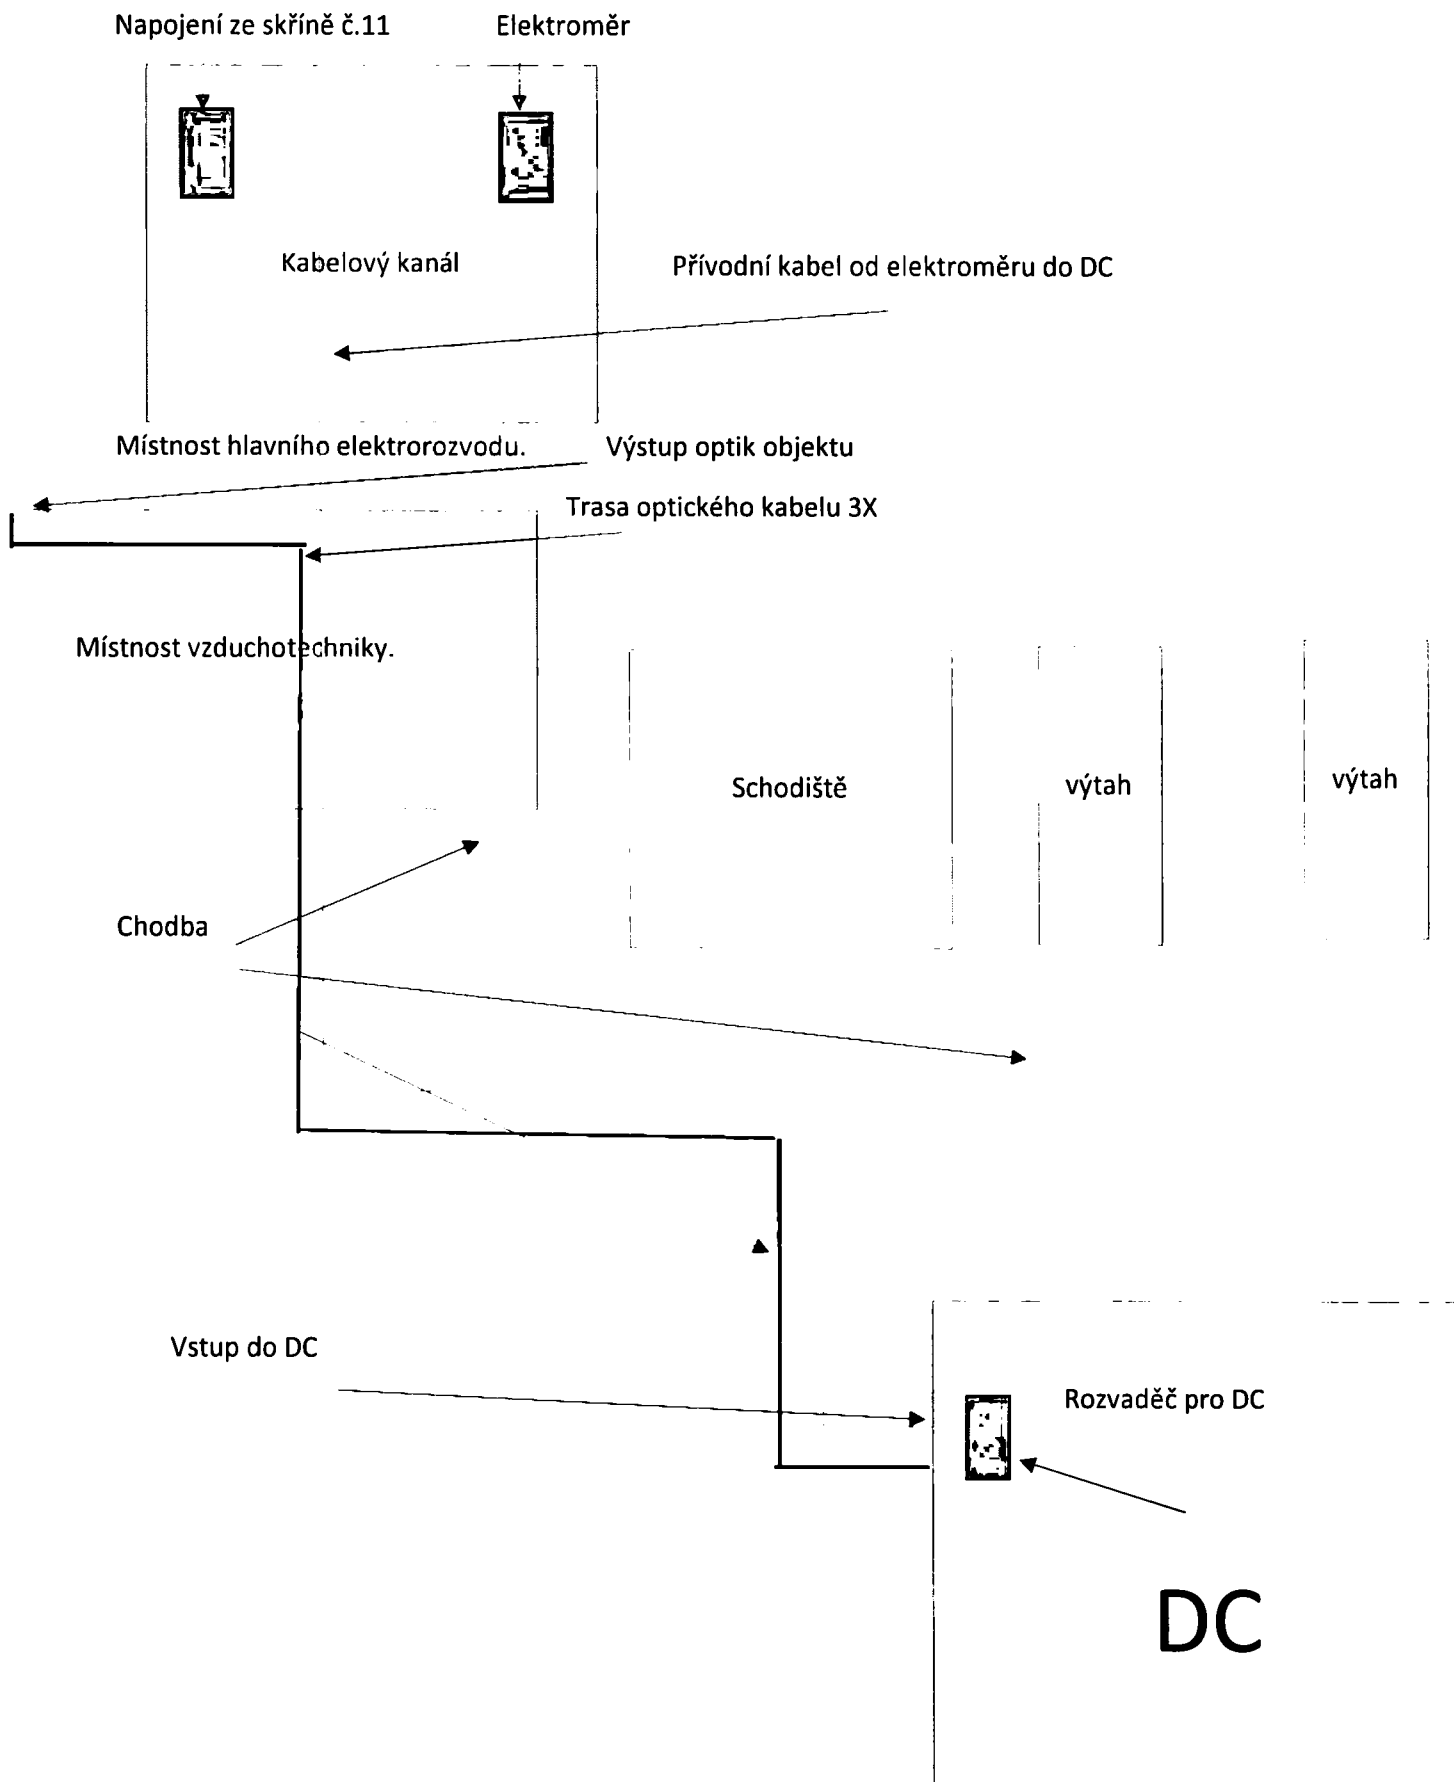 Napojení ze skříně č.11
Elektroměr
Kabelový kanál
Přívodní kabel od elektroměru do DC
Místnost hlavního elektrorozvodu.
Výstup optik objektu
Trasa optického kabelu 3X
Místnost vzduchotechniky.
Schodiště
výtah
výtah
Chodba
Vstup do DC
Rozvaděč pro DC
DC